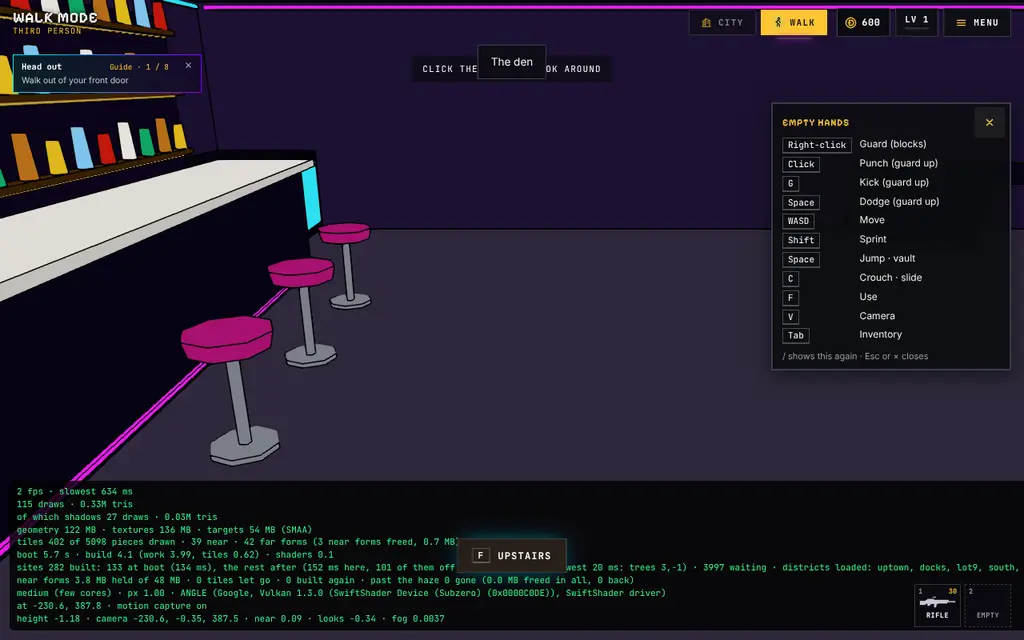 WALK MODE
THIRD PERSON
CITY
WALK
600
LV 1
MENU
Head out
Guide · 1 / 8
×
Walk out of your front door
CLICK THE
The den
OK AROUND
EMPTY HANDS
×
Right-click Guard (blocks)
Click Punch (guard up)
G Kick (guard up)
Space Dodge (guard up)
WASD Move
Shift Sprint
Space Jump · vault
C Crouch · slide
F Use
V Camera
Tab Inventory
/ shows this again · Esc or × closes
2 fps · slowest 634 ms
115 draws · 0.33M tris
of which shadows 27 draws · 0.03M tris
geometry 122 MB · textures 136 MB · targets 54 MB (SMAA)
tiles 402 of 5098 pieces drawn · 39 near · 42 far forms (3 near forms freed, 0.7 MB)
boot 5.7 s · build 4.1 (work 3.99, tiles 0.62) · shaders 0.1
sites 282 built: 133 at boot (134 ms), the rest after (152 ms here, 101 of them off
west 20 ms: trees 3,-1) · 3997 waiting · districts loaded: uptown, docks, lot9, south,
near forms 3.8 MB held of 48 MB · 0 tiles let go · 0 built again · past the haze 0 gone (0.0 MB freed in all, 0 back)
medium (few cores) · px 1.00 · ANGLE (Google, Vulkan 1.3.0 (SwiftShader Device (Subzero) (0x0000C0DE)), SwiftShader driver)
at -230.6, 387.8 · motion capture on
height -1.18 · camera -230.6, -0.35, 387.5 · near 0.09 · looks -0.34 · fog 0.0037
F UPSTAIRS
1 30
RIFLE
2
EMPTY